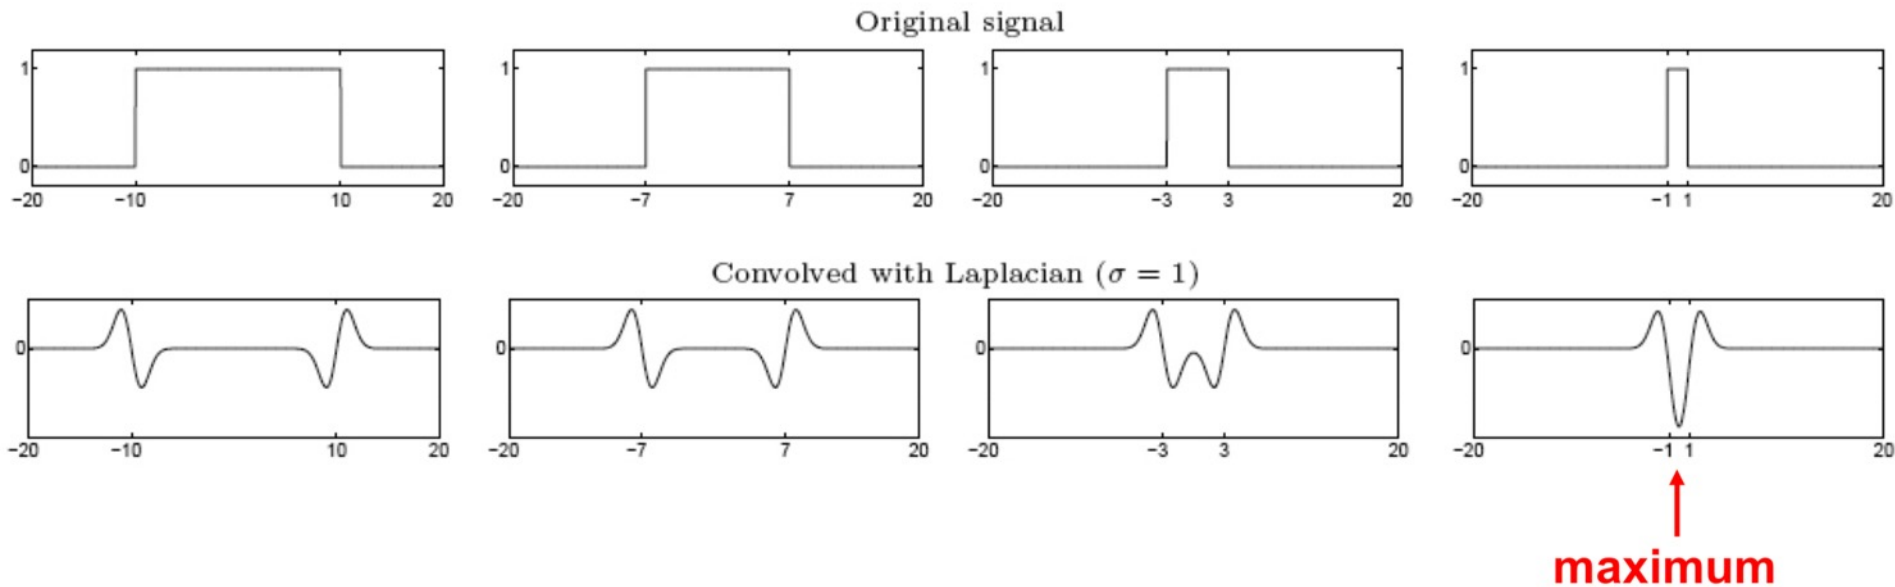 Original signal
1 1 1 1
0 0 0 0
−20 −10 10 20 −20 −7 7 20 −20 −3 3 20 −20 −1 1 20
Convolved with Laplacian (σ = 1)
0 0 0 0
−20 −10 10 20 −20 −7 7 20 −20 −3 3 20 −20 −1 1 20
maximum